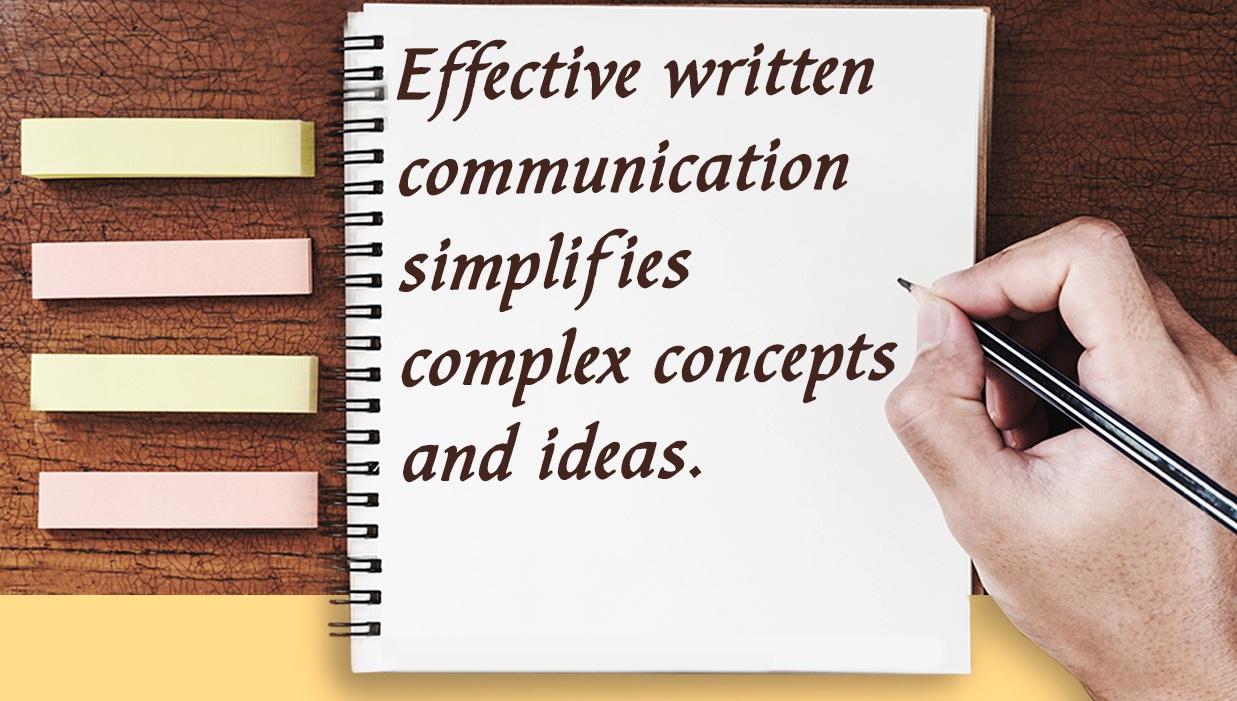 Effective written
communication
simplifies
complex concepts
and ideas.